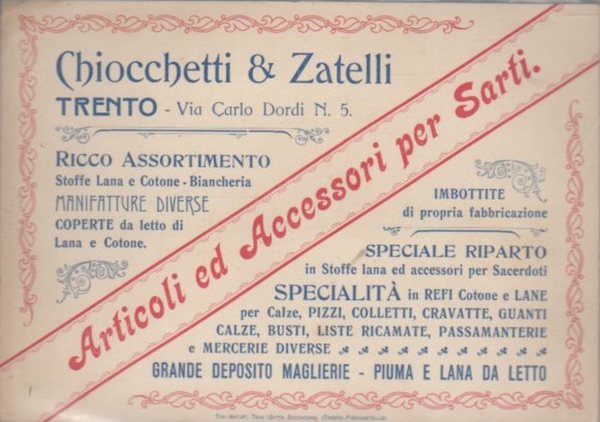 Chiocchetti & Zatelli
TRENTO - Via Carlo Dordi N. 5.
RICCO ASSORTIMENTO
Stoffe Lana e Cotone - Biancheria
MANIFATTURE DIVERSE
COPERTE da letto di
Lana e Cotone.
Articoli ed Accessori per Sarti.
IMBOTTITE
di propria fabbricazione
SPECIALE RIPARTO
in Stoffe lana ed accessori per Sacerdoti
SPECIALITÀ in REFI Cotone e LANE
per Calze, PIZZI, COLLETTI, CRAVATTE, GUANTI
CALZE, BUSTI, LISTE RICAMATE, PASSAMANTERIE
e MERCERIE DIVERSE
GRANDE DEPOSITO MAGLIERIE - PIUMA E LANA DA LETTO